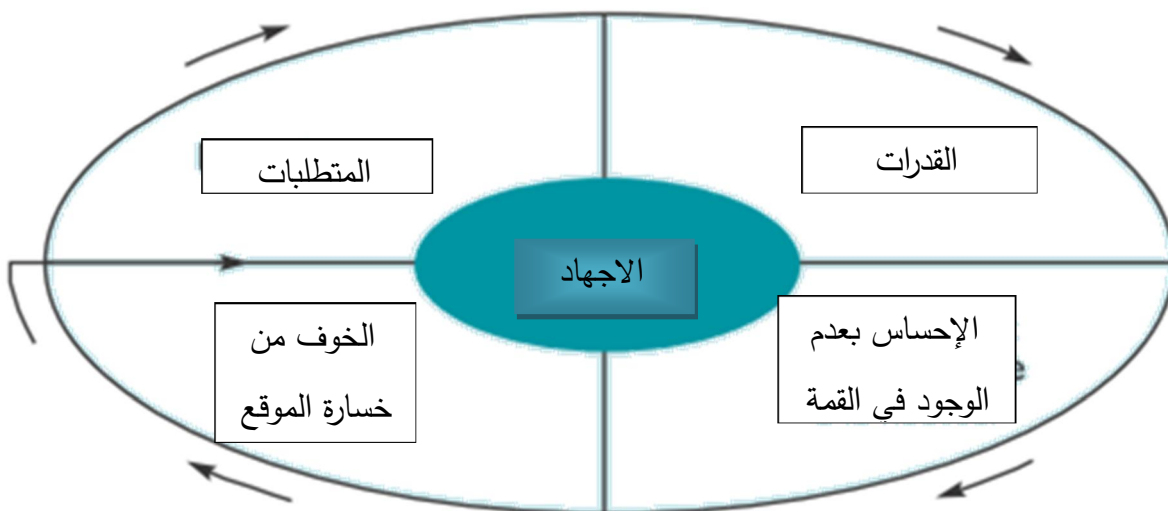 القدرات
المتطلبات
الاجهاد
الإحساس بعدم
الوجود في القمة
الخوف من
خسارة الموقع
e